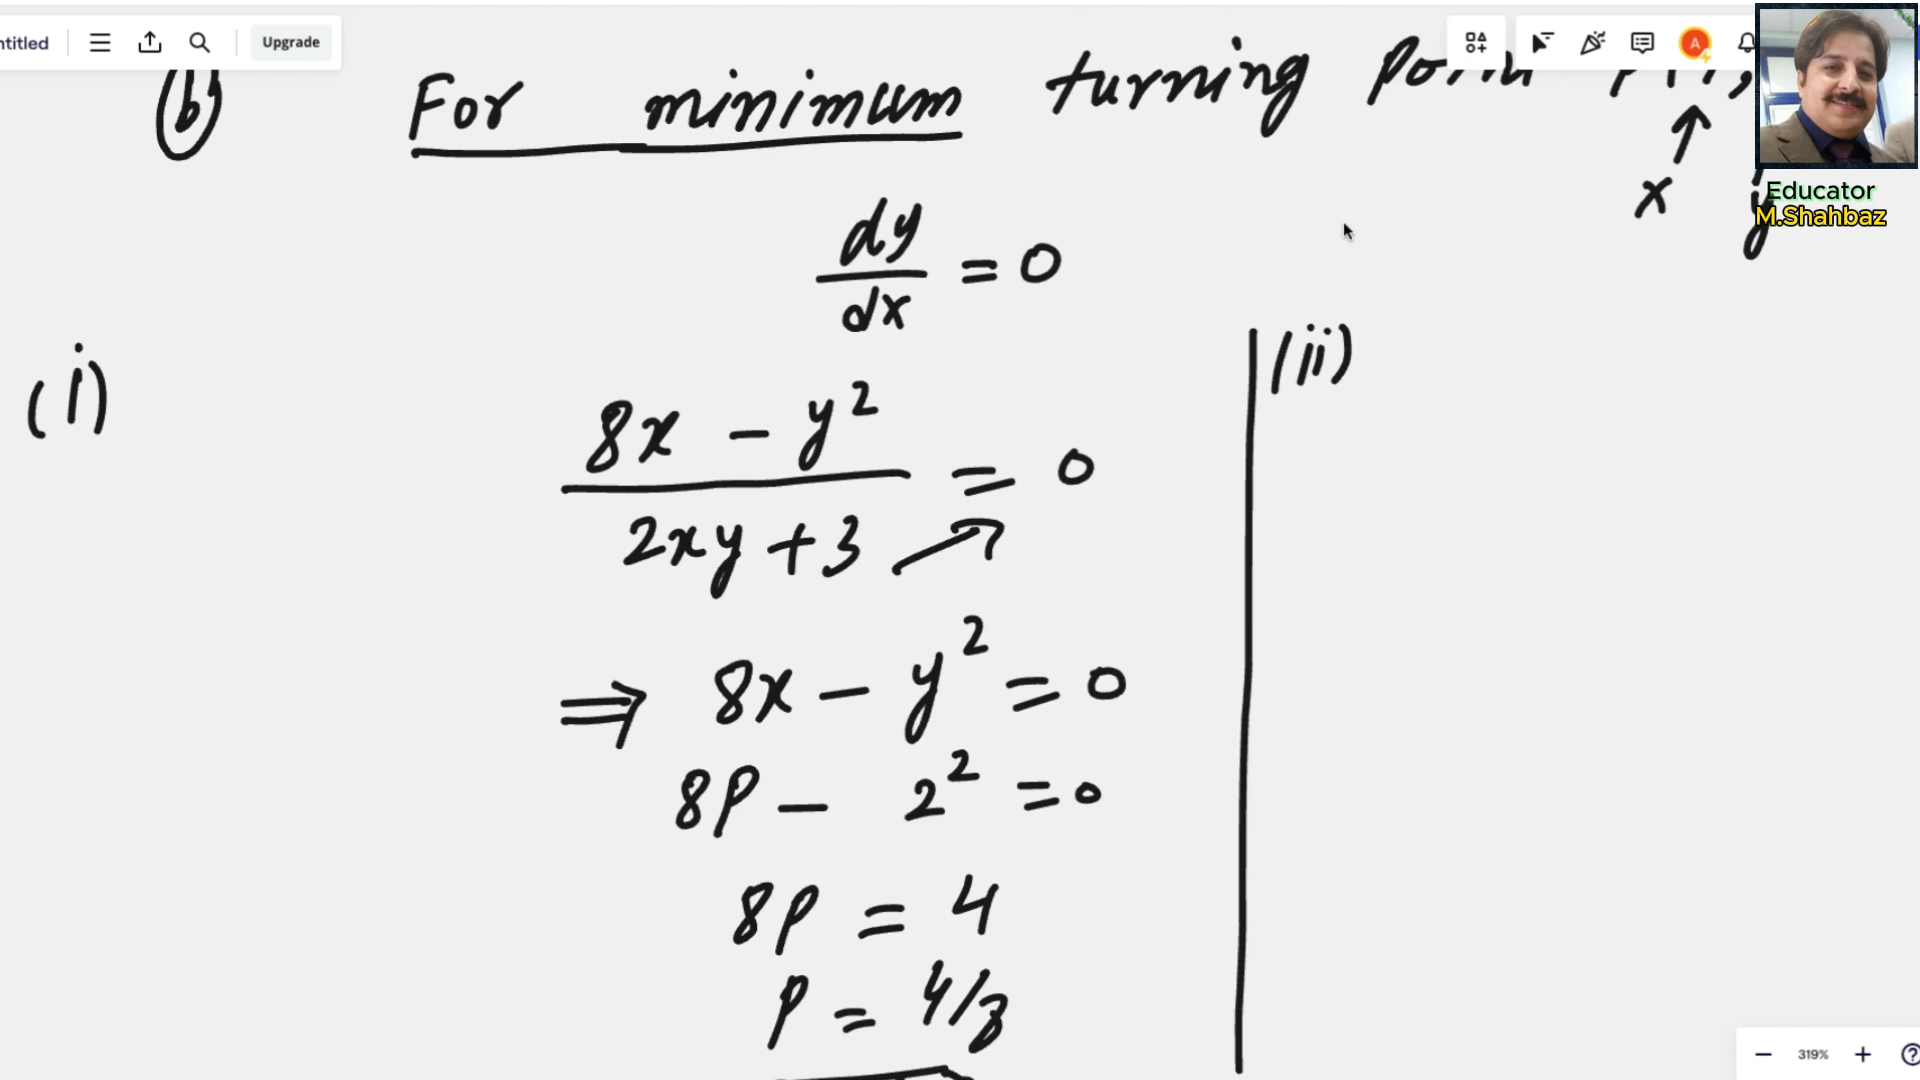 ntitled Upgrade A
(b) For minimum turning
x y
Educator
M.Shahbaz
dy/dx = 0
(i) (ii)
8x - y² / 2xy + 3 = 0
⇒ 8x - y² = 0
8P - 2² = 0
8P = 4
P = 4/8
319%